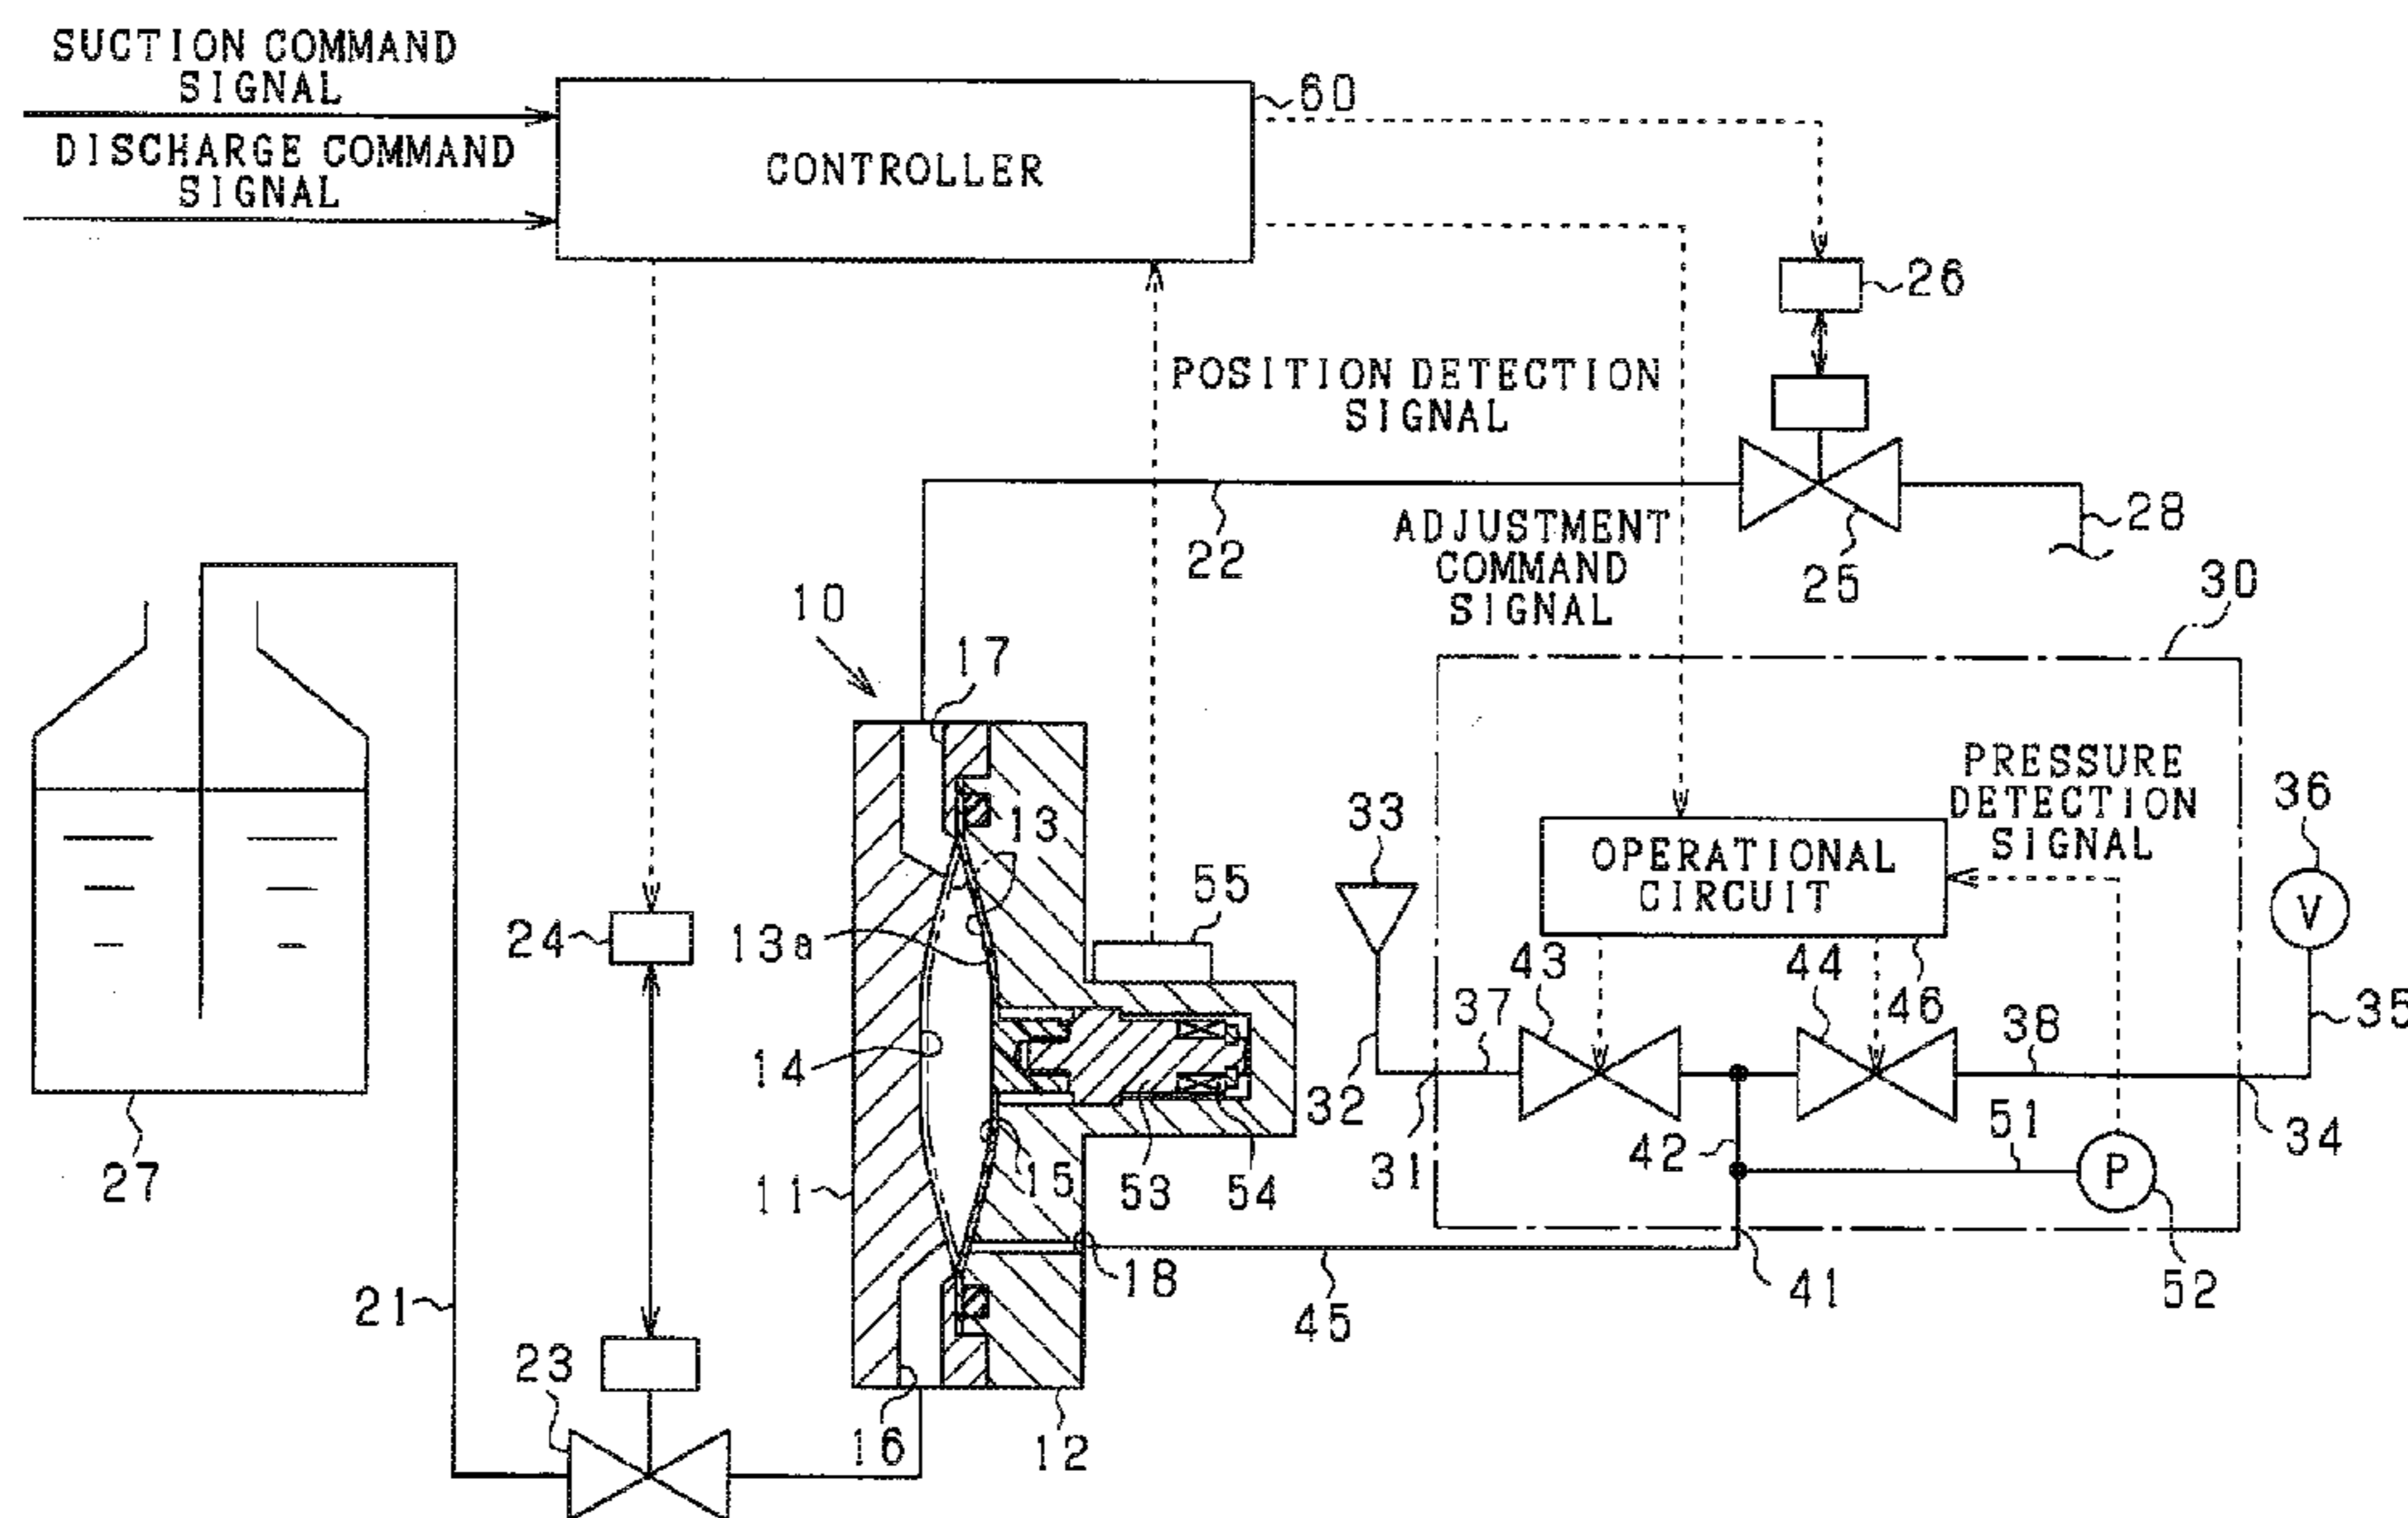 SUCTION COMMAND
SIGNAL
DISCHARGE COMMAND
SIGNAL
CONTROLLER
60
26
POSITION DETECTION
SIGNAL
22
ADJUSTMENT
COMMAND
SIGNAL
25
28
30
10
17
13
13a
14
15
11
16
12
18
53
54
55
24
23
21
27
33
32
31
37
43
44
46
38
OPERATIONAL
CIRCUIT
PRESSURE
DETECTION
SIGNAL
36
V
35
34
42
51
P
52
41
45